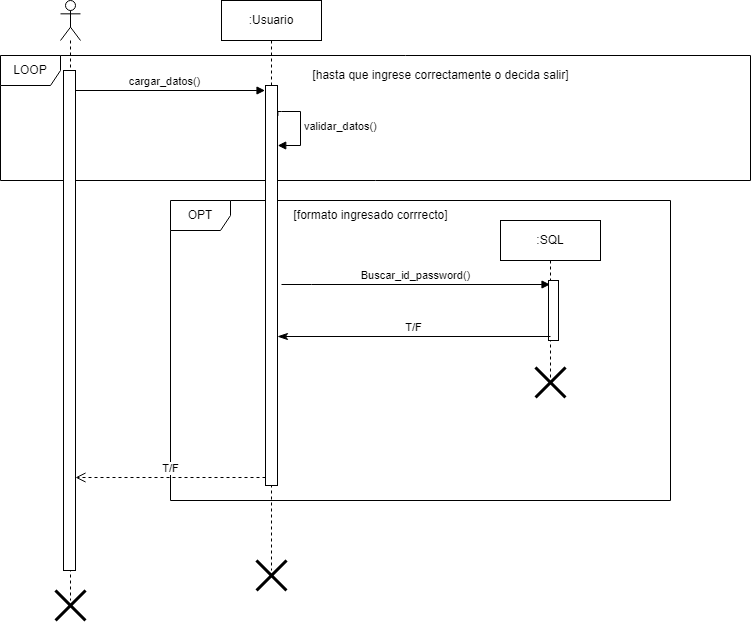 :Usuario
LOOP
[hasta que ingrese correctamente o decida salir]
cargar_datos()
validar_datos()
OPT
[formato ingresado corrrecto]
:SQL
Buscar_id_password()
T/F
T/F